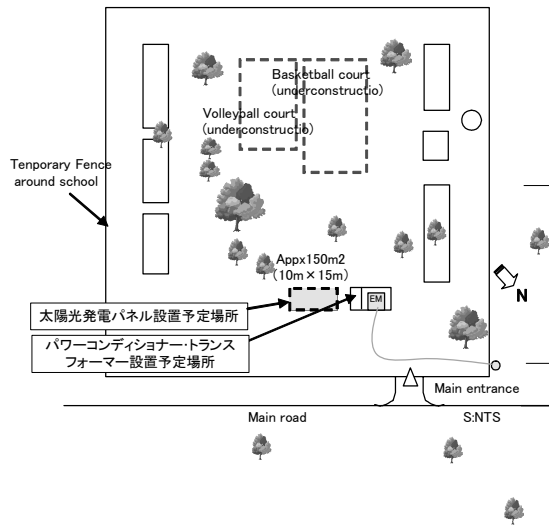 Basketball court
(underconstructio)
Volleyball court
(underconstructio)
Tenporary Fence
around school
Appx150m2
(10m×15m)
EM
N
太陽光発電パネル設置予定場所
パワーコンディショナー・トランス
フォーマー設置予定場所
Main entrance
Main road
S:NTS